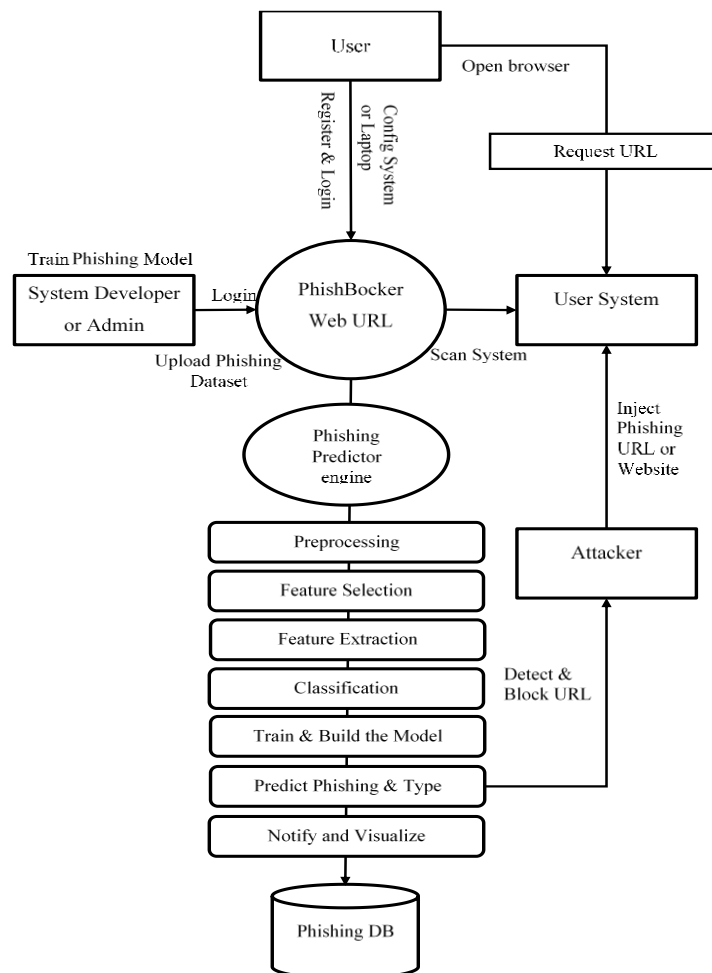 User
Open browser
Register & Login
Config System
or Laptop
Request URL
Train Phishing Model
System Developer
or Admin
Login
Upload Phishing
Dataset
PhishBocker
Web URL
Scan System
User System
Inject
Phishing
URL or
Website
Phishing
Predictor
engine
Attacker
Preprocessing
Feature Selection
Feature Extraction
Classification
Detect &
Block URL
Train & Build the Model
Predict Phishing & Type
Notify and Visualize
Phishing DB